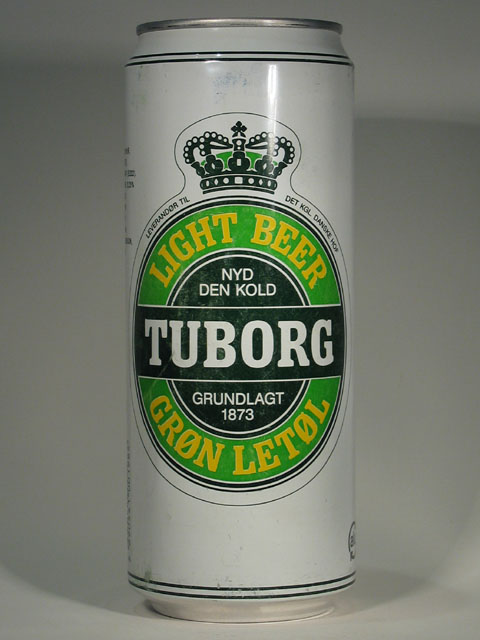 LEVERANDØR TIL
DET KGL. DANSKE HOF
LIGHT BEER
NYD
DEN KOLD
TUBORG
GRUNDLAGT
1873
GRØN LETØL